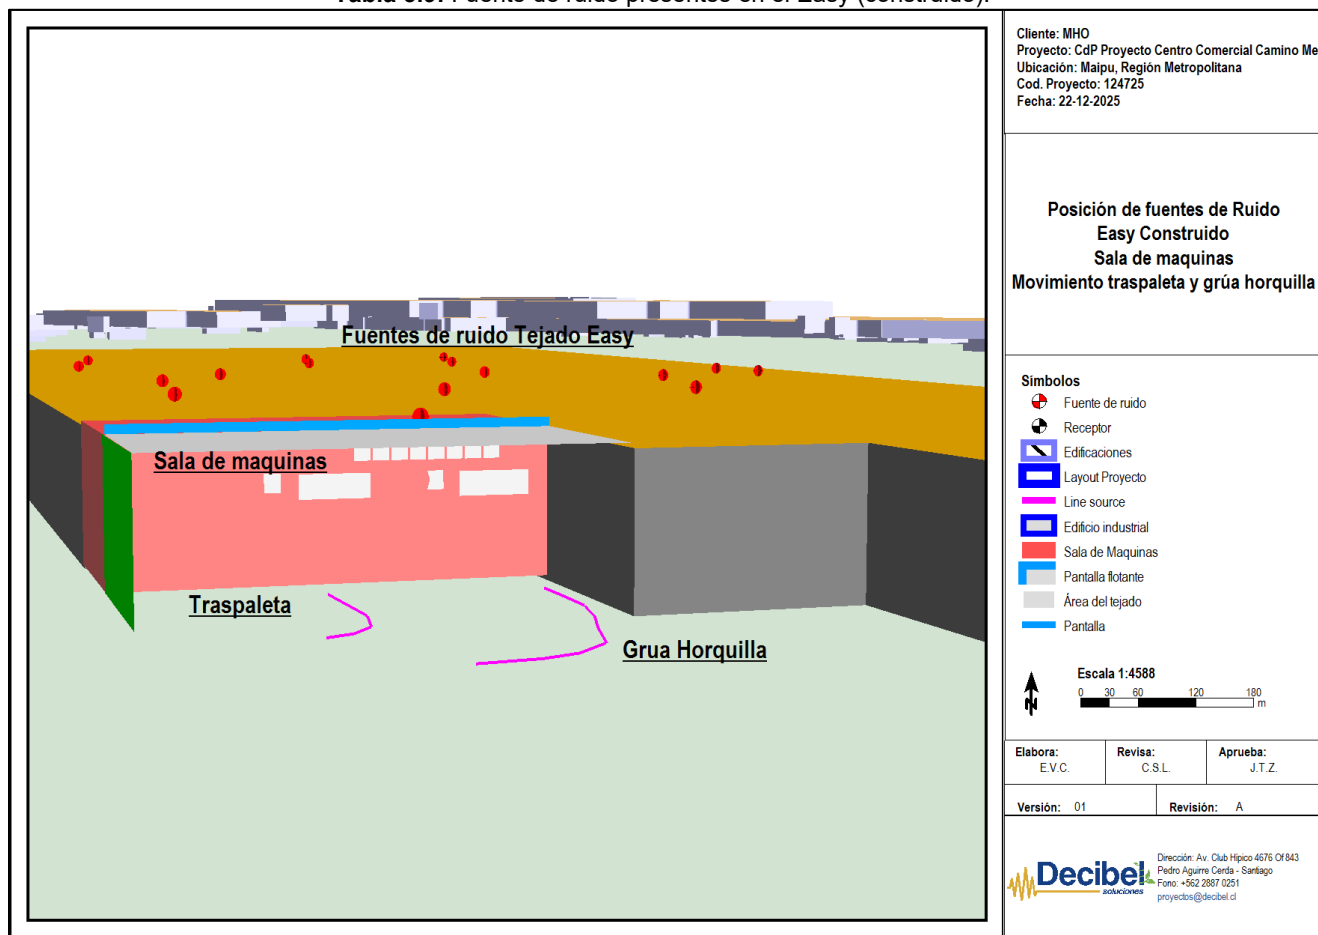 Cliente: MHO
Proyecto: CdP Proyecto Centro Comercial Camino Me
Ubicación: Maipu, Región Metropolitana
Cod. Proyecto: 124725
Fecha: 22-12-2025
Posición de fuentes de Ruido
Easy Construido
Sala de maquinas
Movimiento traspaleta y grúa horquilla
Fuentes de ruido Tejado Easy
Sala de maquinas
Traspaleta
Grua Horquilla
Simbolos
Fuente de ruido
Receptor
Edificaciones
Layout Proyecto
Line source
Edificio industrial
Sala de Maquinas
Pantalla flotante
Área del tejado
Pantalla
N
Escala 1:4588
0 30 60 120 180
m
Elabora: Revisa: Aprueba:
E.V.C. C.S.L. J.T.Z.
Versión: 01 Revisión: A
Decibel
soluciones
Dirección: Av. Club Hipico 4676 Of 843
Pedro Aguirre Cerda - Santiago
Fono: +562 2887 0251
proyectos@decibel.cl